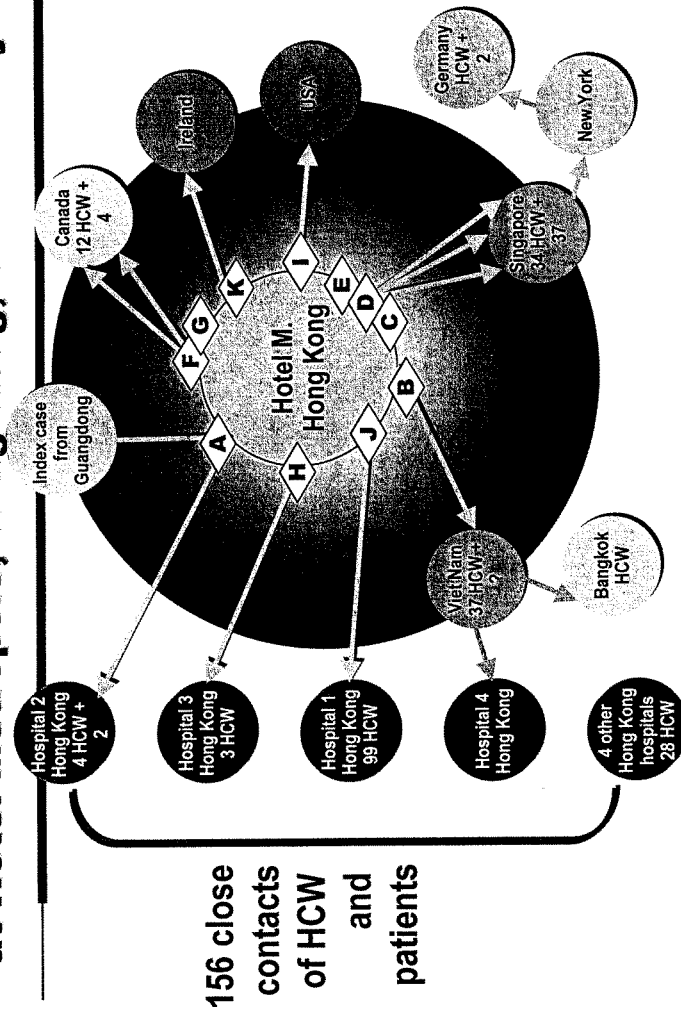 Index case
from
Guangdong
Canada
12 HCW +
4
Ireland
USA
Hospital 2
Hong Kong
4 HCW +
2
F
G
K
A
I
Hotel M.
Hong Kong
H
E
D
C
J
B
Hospital 3
Hong Kong
3 HCW
Hospital 1
Hong Kong
99 HCW
Singapore
34 HCW +
37
Germany
HCW +
2
New York
156 close
contacts
of HCW
and
patients
Hospital 4
Hong Kong
VietNam
37 HCW +
Bangkok
HCW
4 other
Hong Kong
hospitals
28 HCW